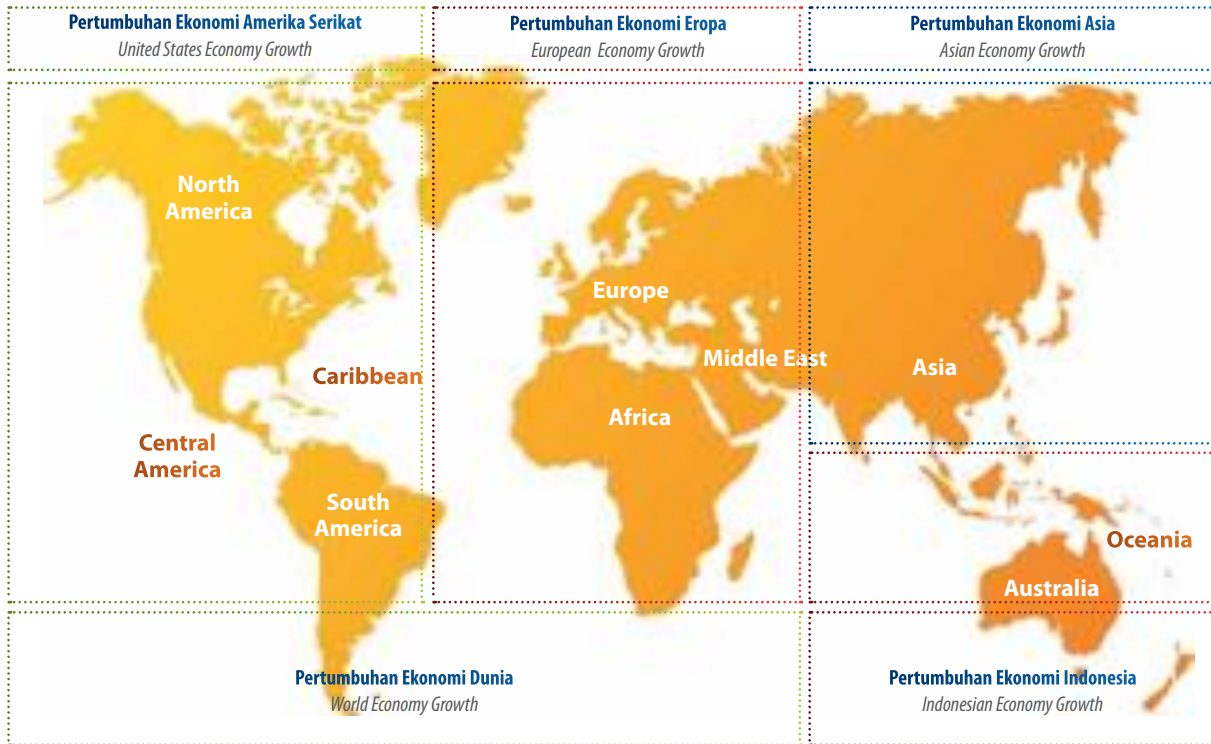 Pertumbuhan Ekonomi Amerika Serikat
United States Economy Growth
Pertumbuhan Ekonomi Eropa
European Economy Growth
Pertumbuhan Ekonomi Asia
Asian Economy Growth
North
America
Europe
Middle East
Asia
Caribbean
Africa
Central
America
South
America
Oceania
Australia
Pertumbuhan Ekonomi Dunia
World Economy Growth
Pertumbuhan Ekonomi Indonesia
Indonesian Economy Growth